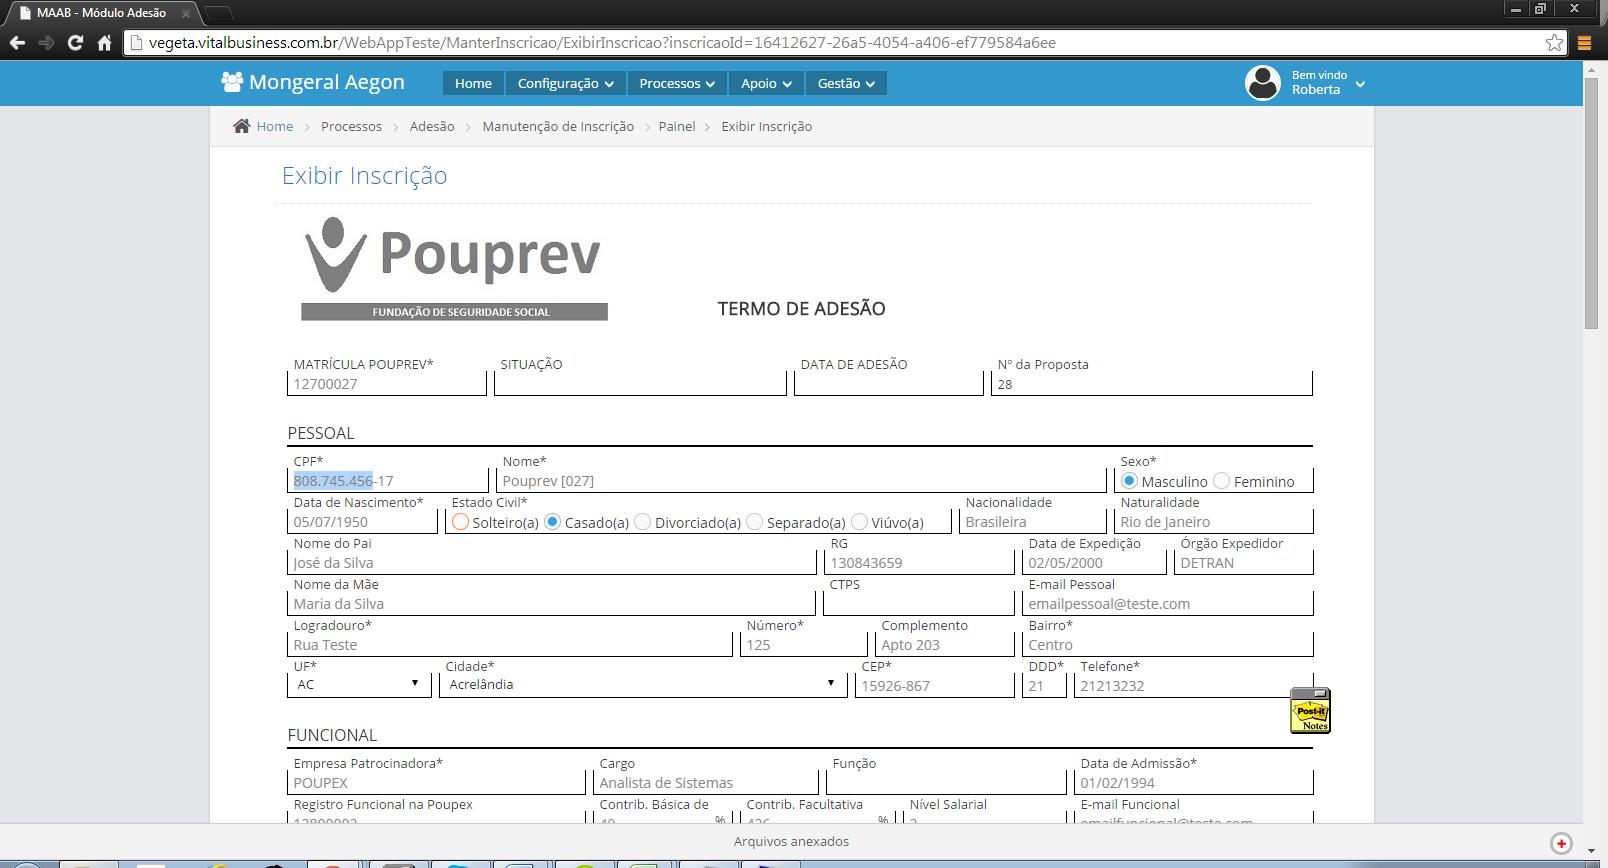 MAAB - Módulo Adesão
vegeta.vitalbusiness.com.br/WebAppTeste/ManterInscricao/ExibirInscricao?inscricaoId=16412627-26a5-4054-a406-ef779584a6ee
Mongeral Aegon
Home Configuração Processos Apoio Gestão
Bem vindo
Roberta
Home > Processos > Adesão > Manutenção de Inscrição > Painel > Exibir Inscrição
Exibir Inscrição
Pouprev
FUNDAÇÃO DE SEGURIDADE SOCIAL
TERMO DE ADESÃO
MATRÍCULA POUPREV* SITUAÇÃO DATA DE ADESÃO Nº da Proposta
12700027 28
PESSOAL
CPF* Nome* Sexo*
808.745.456-17 Pouprev [027] Masculino Feminino
Data de Nascimento* Estado Civil* Nacionalidade Naturalidade
05/07/1950 Solteiro(a) Casado(a) Divorciado(a) Separado(a) Viúvo(a) Brasileira Rio de Janeiro
Nome do Pai RG Data de Expedição Órgão Expedidor
José da Silva 130843659 02/05/2000 DETRAN
Nome da Mãe CTPS E-mail Pessoal
Maria da Silva emailpessoal@teste.com
Logradouro* Número* Complemento Bairro*
Rua Teste 125 Apto 203 Centro
UF* Cidade* CEP* DDD* Telefone*
AC Acrelândia 15926-867 21 21213232
Post-it
Notes
FUNCIONAL
Empresa Patrocinadora* Cargo Função Data de Admissão*
POUPEX Analista de Sistemas 01/02/1994
Registro Funcional na Poupex Contrib. Básica de Contrib. Facultativa Nível Salarial E-mail Funcional
% % emailfuncional@teste.com
Arquivos anexados